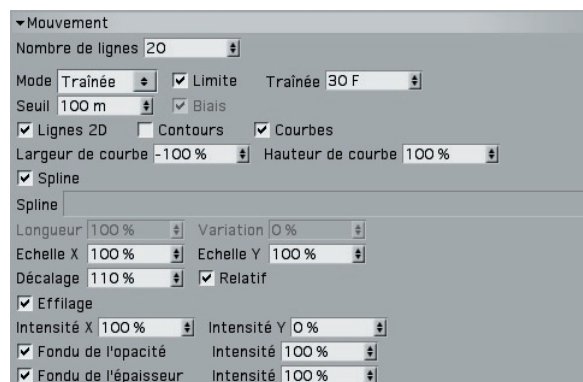 Mouvement
Nombre de lignes 20
Mode Traînée Limite Traînée 30 F
Seuil 100 m Biais
Lignes 2D Contours Courbes
Largeur de courbe -100 % Hauteur de courbe 100 %
Spline
Spline
Longueur 100 % Variation 0 %
Echelle X 100 % Echelle Y 100 %
Décalage 110 % Relatif
Effilage
Intensité X 100 % Intensité Y 0 %
Fondu de l'opacité Intensité 100 %
Fondu de l'épaisseur Intensité 100 %